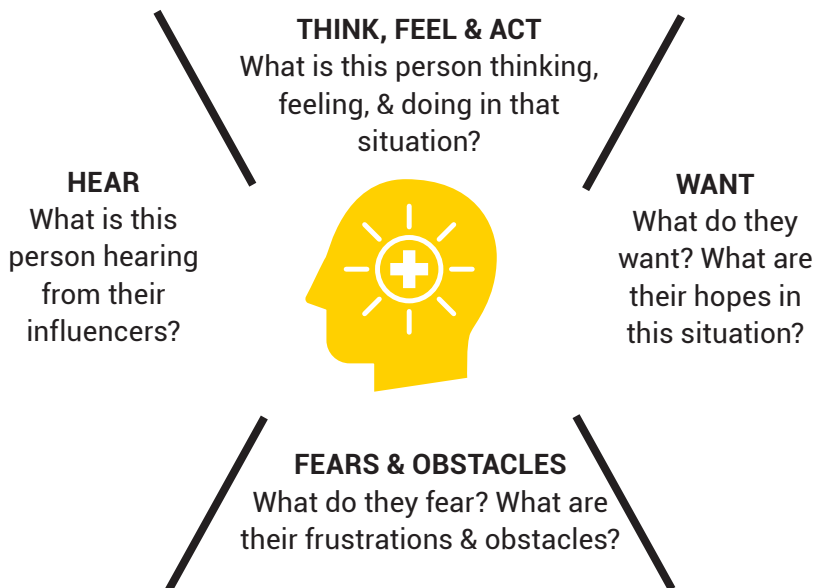 THINK, FEEL & ACT
What is this person thinking,
feeling, & doing in that
situation?
HEAR
What is this
person hearing
from their
influencers?
WANT
What do they
want? What are
their hopes in
this situation?
FEARS & OBSTACLES
What do they fear? What are
their frustrations & obstacles?